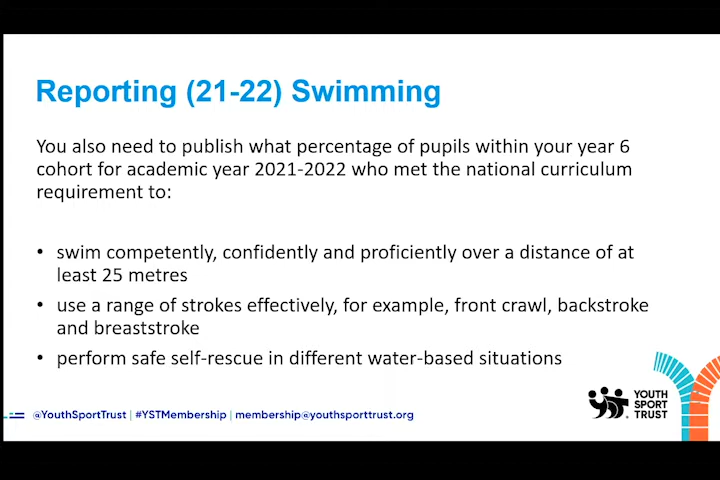 Reporting (21-22) Swimming
You also need to publish what percentage of pupils within your year 6
cohort for academic year 2021-2022 who met the national curriculum
requirement to:
• swim competently, confidently and proficiently over a distance of at
least 25 metres
• use a range of strokes effectively, for example, front crawl, backstroke
and breaststroke
• perform safe self-rescue in different water-based situations
@YouthSportTrust | #YSTMembership | membership@youthsporttrust.org
YOUTH
SPORT
TRUST